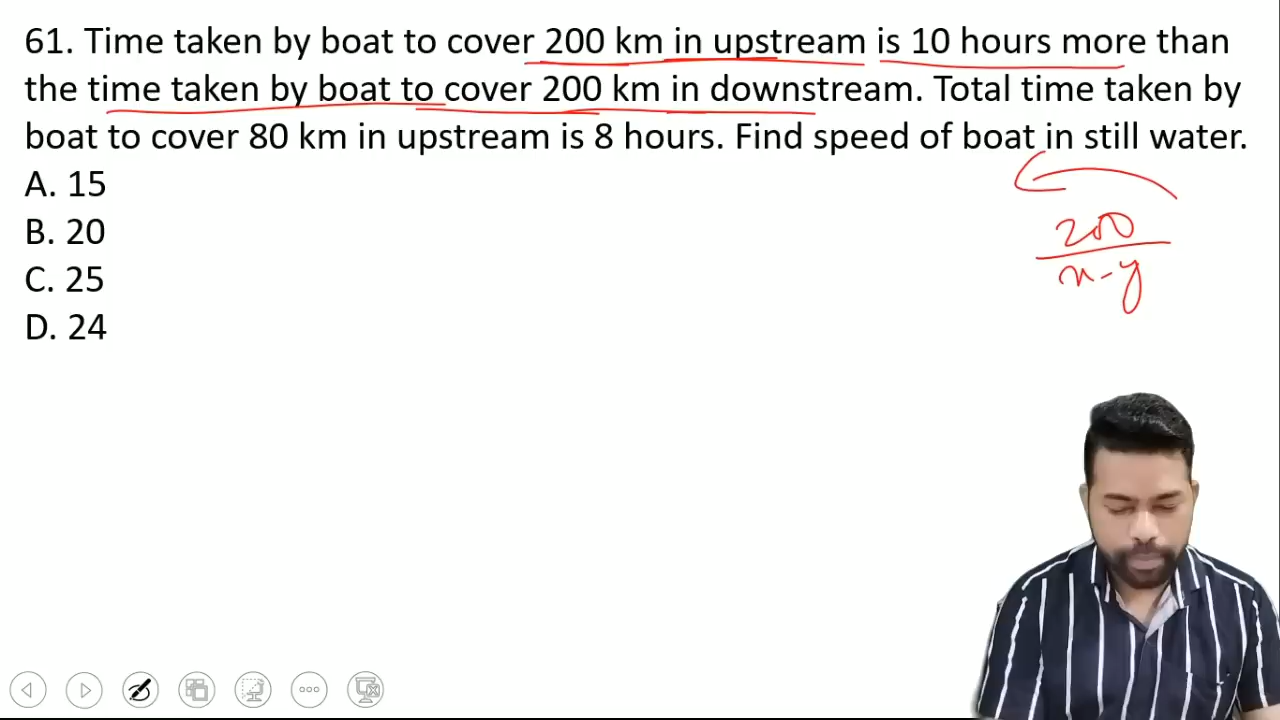 61. Time taken by boat to cover 200 km in upstream is 10 hours more than
the time taken by boat to cover 200 km in downstream. Total time taken by
boat to cover 80 km in upstream is 8 hours. Find speed of boat in still water.
A. 15
B. 20
C. 25
D. 24
200
x-y